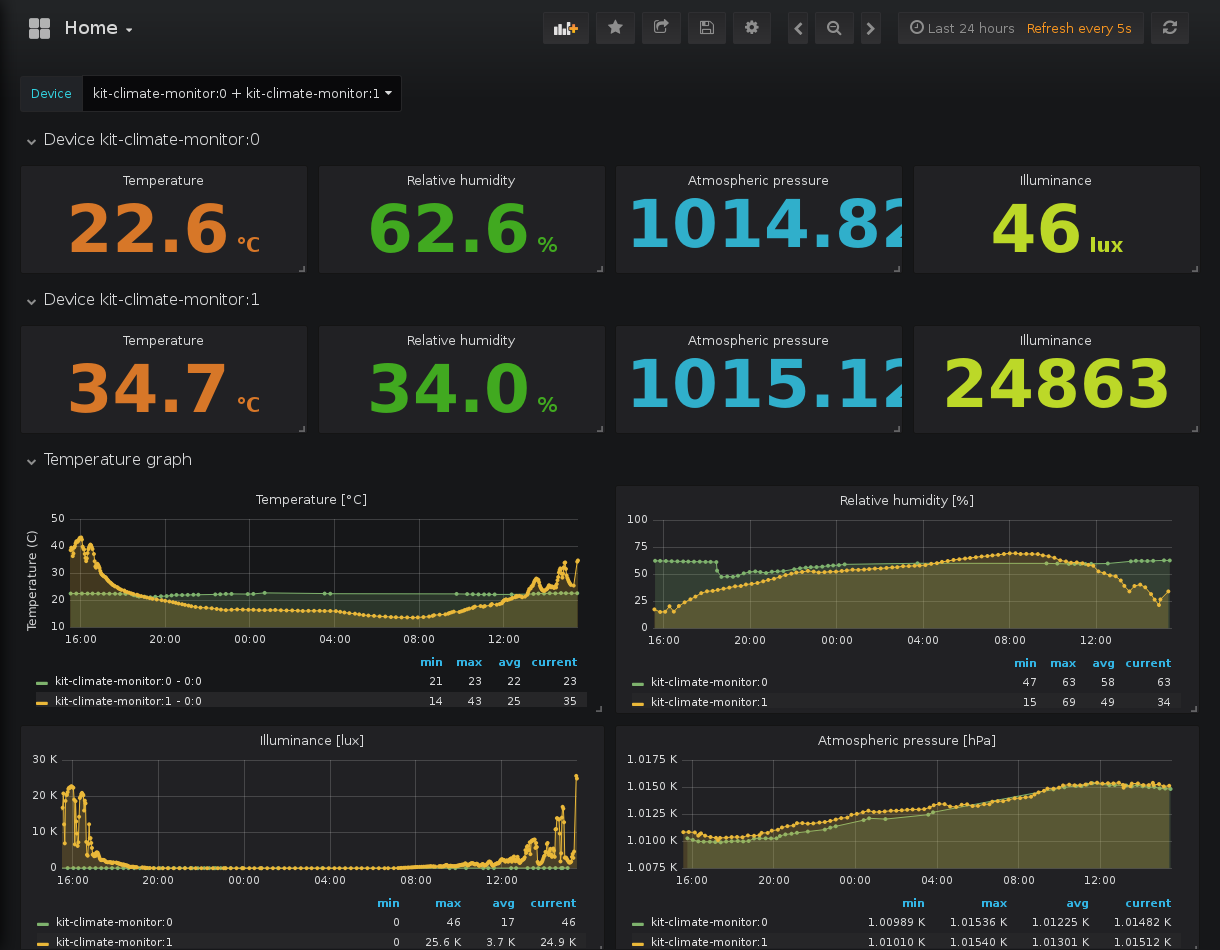 Home
Last 24 hours Refresh every 5s
Device kit-climate-monitor:0 + kit-climate-monitor:1
Device kit-climate-monitor:0
Temperature
22.6 °C
Relative humidity
62.6 %
Atmospheric pressure
1014.82
Illuminance
46 lux
Device kit-climate-monitor:1
Temperature
34.7 °C
Relative humidity
34.0 %
Atmospheric pressure
1015.12
Illuminance
24863
Temperature graph
Temperature [°C]
Temperature (C)
50
40
30
20
10
16:00 20:00 00:00 04:00 08:00 12:00
min max avg current
kit-climate-monitor:0 - 0:0 21 23 22 23
kit-climate-monitor:1 - 0:0 14 43 25 35
Relative humidity [%]
100
75
50
25
0
16:00 20:00 00:00 04:00 08:00 12:00
min max avg current
kit-climate-monitor:0 47 63 58 63
kit-climate-monitor:1 15 69 49 34
Illuminance [lux]
30 K
20 K
10 K
0
16:00 20:00 00:00 04:00 08:00 12:00
min max avg current
kit-climate-monitor:0 0 46 17 46
kit-climate-monitor:1 0 25.6 K 3.7 K 24.9 K
Atmospheric pressure [hPa]
1.0175 K
1.0150 K
1.0125 K
1.0100 K
1.0075 K
16:00 20:00 00:00 04:00 08:00 12:00
min max avg current
kit-climate-monitor:0 1.00989 K 1.01536 K 1.01225 K 1.01482 K
kit-climate-monitor:1 1.01010 K 1.01540 K 1.01301 K 1.01512 K